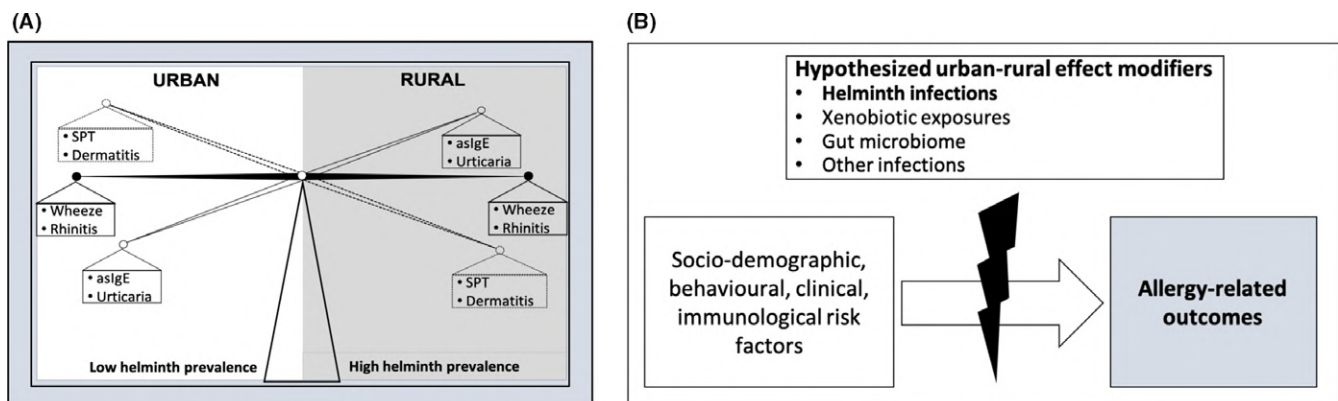 (A)
URBAN
RURAL
• SPT
• Dermatitis
• asIgE
• Urticaria
• Wheeze
• Rhinitis
• Wheeze
• Rhinitis
• asIgE
• Urticaria
• SPT
• Dermatitis
Low helminth prevalence
High helminth prevalence
(B)
Hypothesized urban-rural effect modifiers
• Helminth infections
• Xenobiotic exposures
• Gut microbiome
• Other infections
Socio-demographic,
behavioural, clinical,
immunological risk
factors
Allergy-related
outcomes